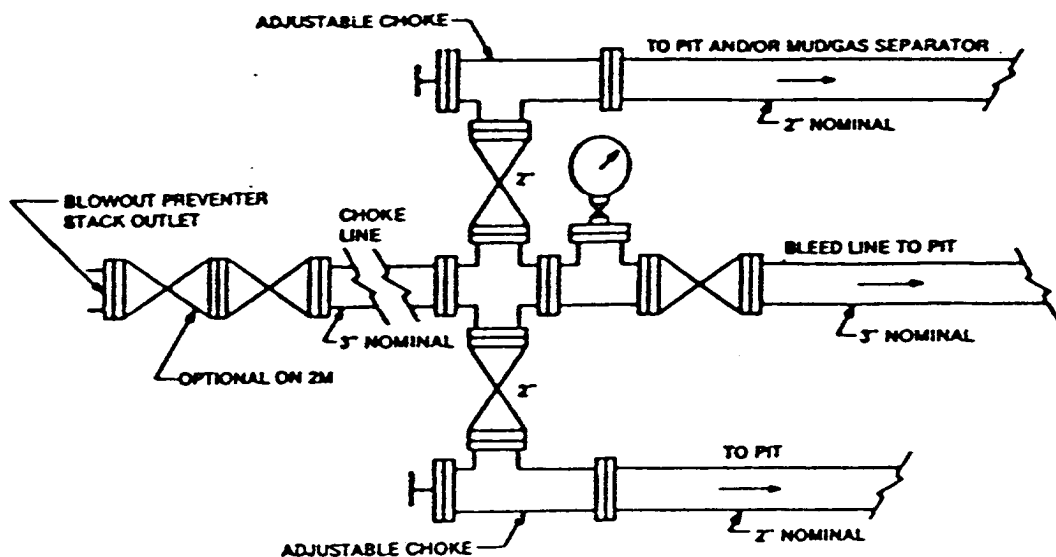 ADJUSTABLE CHOKE
TO PIT AND/OR MUD/GAS SEPARATOR
2" NOMINAL
2"
BLOWOUT PREVENTER
STACK OUTLET
CHOKE
LINE
BLEED LINE TO PIT
3" NOMINAL
3" NOMINAL
OPTIONAL ON 2M
2"
TO PIT
2" NOMINAL
ADJUSTABLE CHOKE